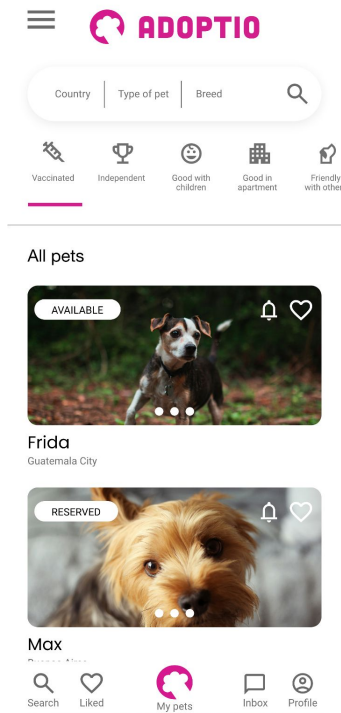 ADOPTIO
Country Type of pet Breed
Vaccinated Independent Good with children Good in apartment Friendly with other
All pets
AVAILABLE
Frida
Guatemala City
RESERVED
Max
Search Liked My pets Inbox Profile